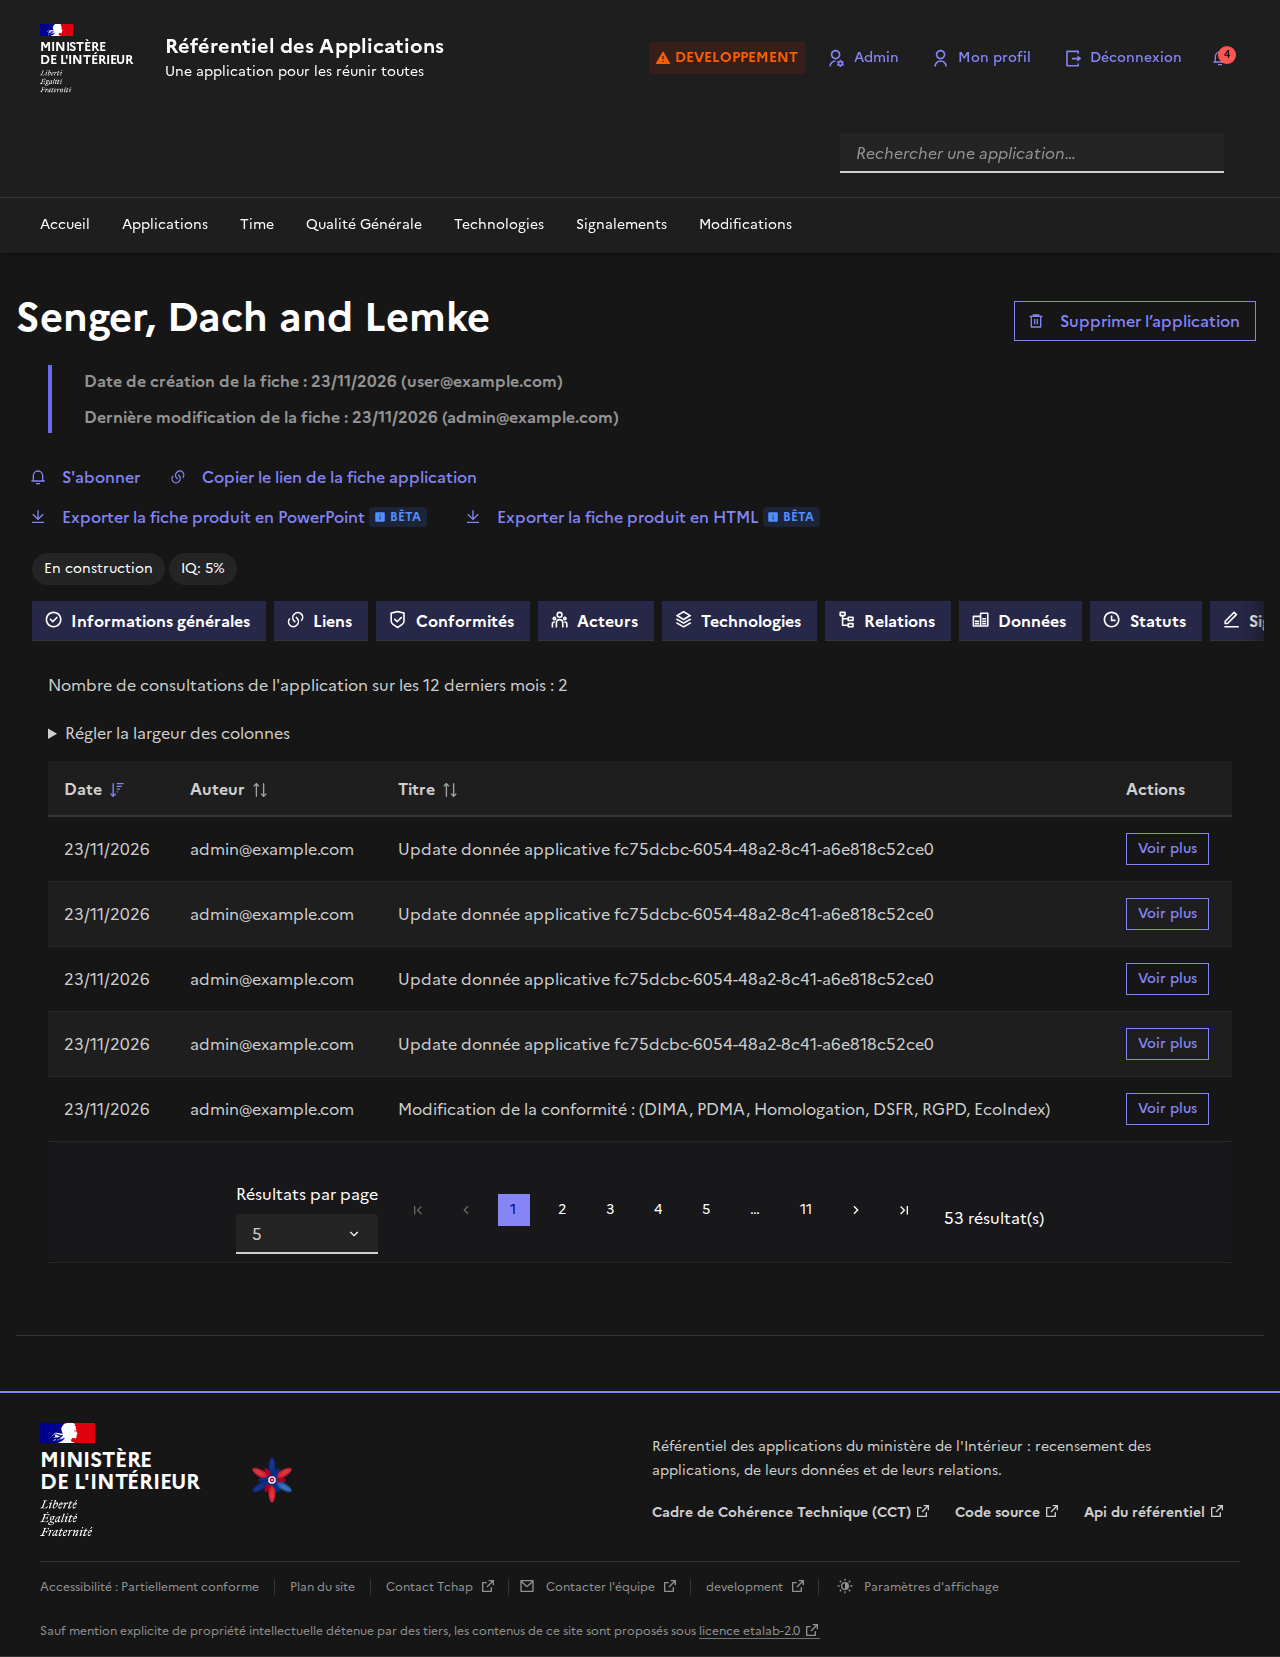 MINISTÈRE
DE L'INTÉRIEUR
Liberté
Égalité
Fraternité
Référentiel des Applications
Une application pour les réunir toutes
DEVELOPPEMENT
Admin
Mon profil
Déconnexion
4
Rechercher une application…
Accueil
Applications
Time
Qualité Générale
Technologies
Signalements
Modifications
Senger, Dach and Lemke
Supprimer l’application
Date de création de la fiche : 23/11/2026 (user@example.com)
Dernière modification de la fiche : 23/11/2026 (admin@example.com)
S'abonner
Copier le lien de la fiche application
Exporter la fiche produit en PowerPoint
BÊTA
Exporter la fiche produit en HTML
BÊTA
En construction
IQ: 5%
Informations générales
Liens
Conformités
Acteurs
Technologies
Relations
Données
Statuts
Nombre de consultations de l'application sur les 12 derniers mois : 2
Régler la largeur des colonnes
Date
Auteur
Titre
Actions
23/11/2026 admin@example.com Update donnée applicative fc75dcbc-6054-48a2-8c41-a6e818c52ce0 Voir plus
23/11/2026 admin@example.com Update donnée applicative fc75dcbc-6054-48a2-8c41-a6e818c52ce0 Voir plus
23/11/2026 admin@example.com Update donnée applicative fc75dcbc-6054-48a2-8c41-a6e818c52ce0 Voir plus
23/11/2026 admin@example.com Update donnée applicative fc75dcbc-6054-48a2-8c41-a6e818c52ce0 Voir plus
23/11/2026 admin@example.com Modification de la conformité : (DIMA, PDMA, Homologation, DSFR, RGPD, EcoIndex) Voir plus
Résultats par page
5
1 2 3 4 5 … 11
53 résultat(s)
MINISTÈRE
DE L'INTÉRIEUR
Liberté
Égalité
Fraternité
Référentiel des applications du ministère de l'Intérieur : recensement des
applications, de leurs données et de leurs relations.
Cadre de Cohérence Technique (CCT)
Code source
Api du référentiel
Accessibilité : Partiellement conforme
Plan du site
Contact Tchap
Contacter l'équipe
development
Paramètres d'affichage
Sauf mention explicite de propriété intellectuelle détenue par des tiers, les contenus de ce site sont proposés sous licence etalab-2.0